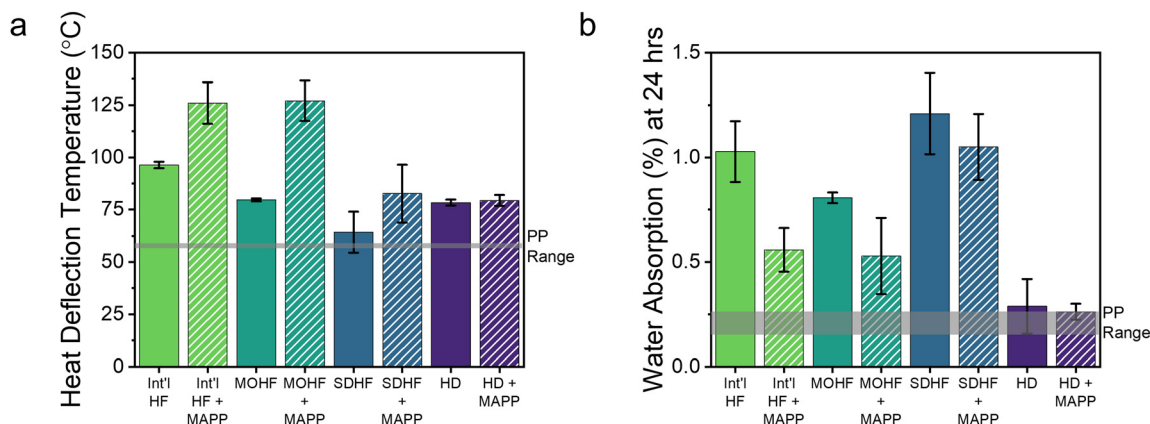 a
Heat Deflection Temperature (°C)
150
125
100
75
50
25
0
PP
Range
Int'l
HF
Int'l
HF +
MAPP
MOHF
MOHF
+
MAPP
SDHF
SDHF
+
MAPP
HD
HD +
MAPP
b
Water Absorption (%) at 24 hrs
1.5
1.0
0.5
0.0
PP
Range
Int'l
HF
Int'l
HF +
MAPP
MOHF
MOHF
+
MAPP
SDHF
SDHF
+
MAPP
HD
HD +
MAPP